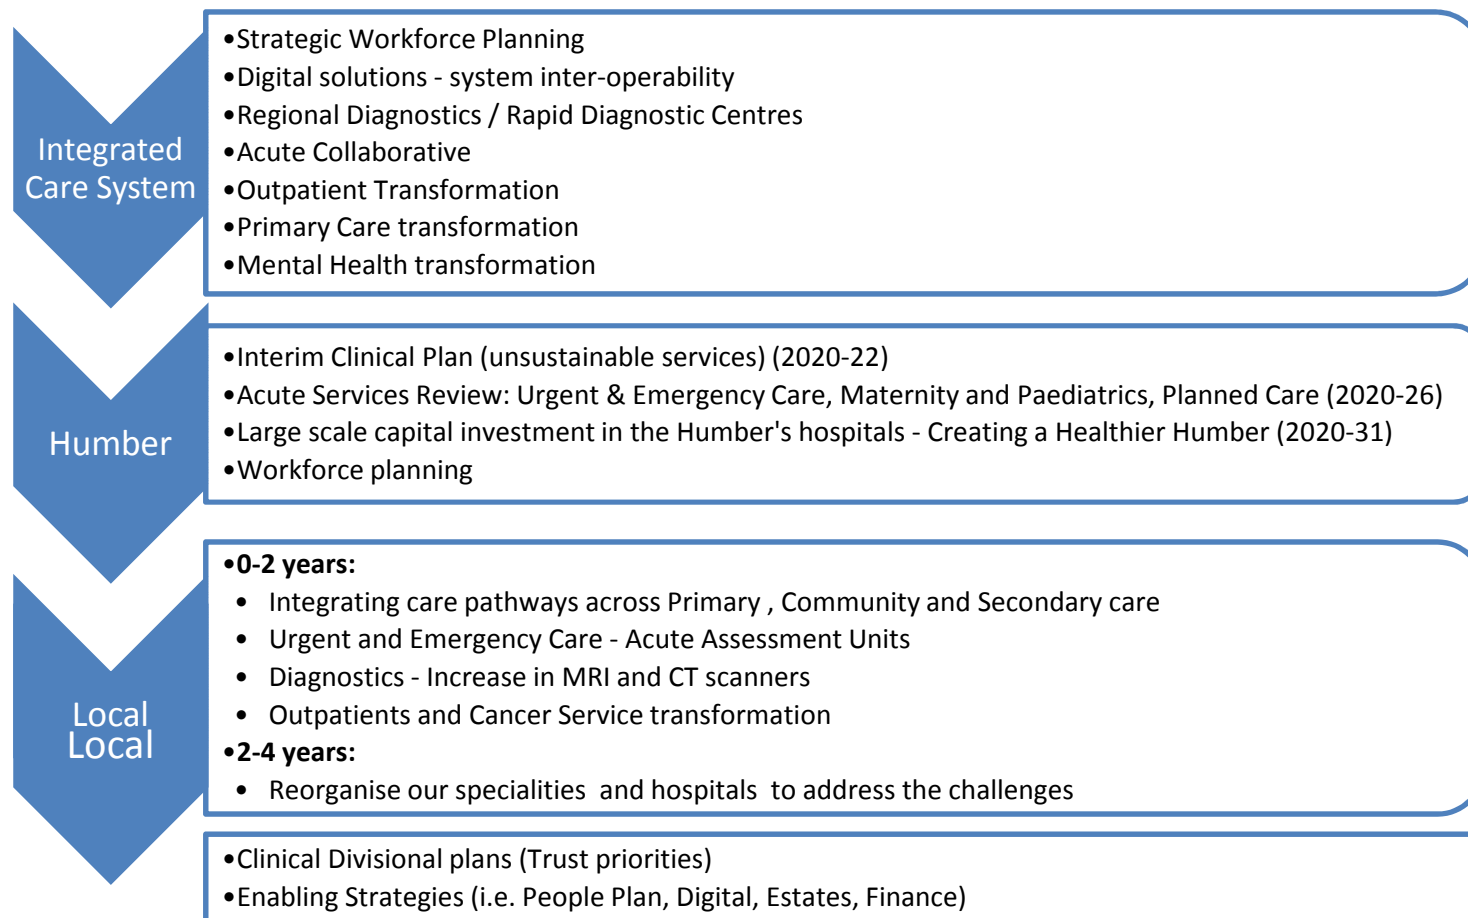 Integrated
Care System
•Strategic Workforce Planning
•Digital solutions - system inter-operability
•Regional Diagnostics / Rapid Diagnostic Centres
•Acute Collaborative
•Outpatient Transformation
•Primary Care transformation
•Mental Health transformation
Humber
•Interim Clinical Plan (unsustainable services) (2020-22)
•Acute Services Review: Urgent & Emergency Care, Maternity and Paediatrics, Planned Care (2020-26)
•Large scale capital investment in the Humber's hospitals - Creating a Healthier Humber (2020-31)
•Workforce planning
Local
Local
•0-2 years:
• Integrating care pathways across Primary , Community and Secondary care
• Urgent and Emergency Care - Acute Assessment Units
• Diagnostics - Increase in MRI and CT scanners
• Outpatients and Cancer Service transformation
•2-4 years:
• Reorganise our specialities and hospitals to address the challenges
•Clinical Divisional plans (Trust priorities)
•Enabling Strategies (i.e. People Plan, Digital, Estates, Finance)